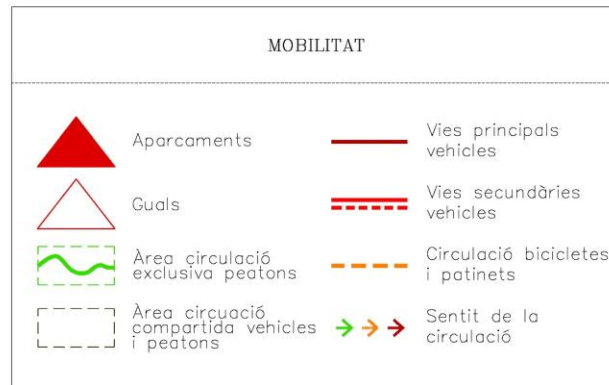 MOBILITAT
Aparcaments
Guals
Àrea circulació
exclusiva peatons
Àrea circuació
compartida vehicles
i peatons
Vies principals
vehicles
Vies secundàries
vehicles
Circulació bicicletes
i patinets
Sentit de la
circulació